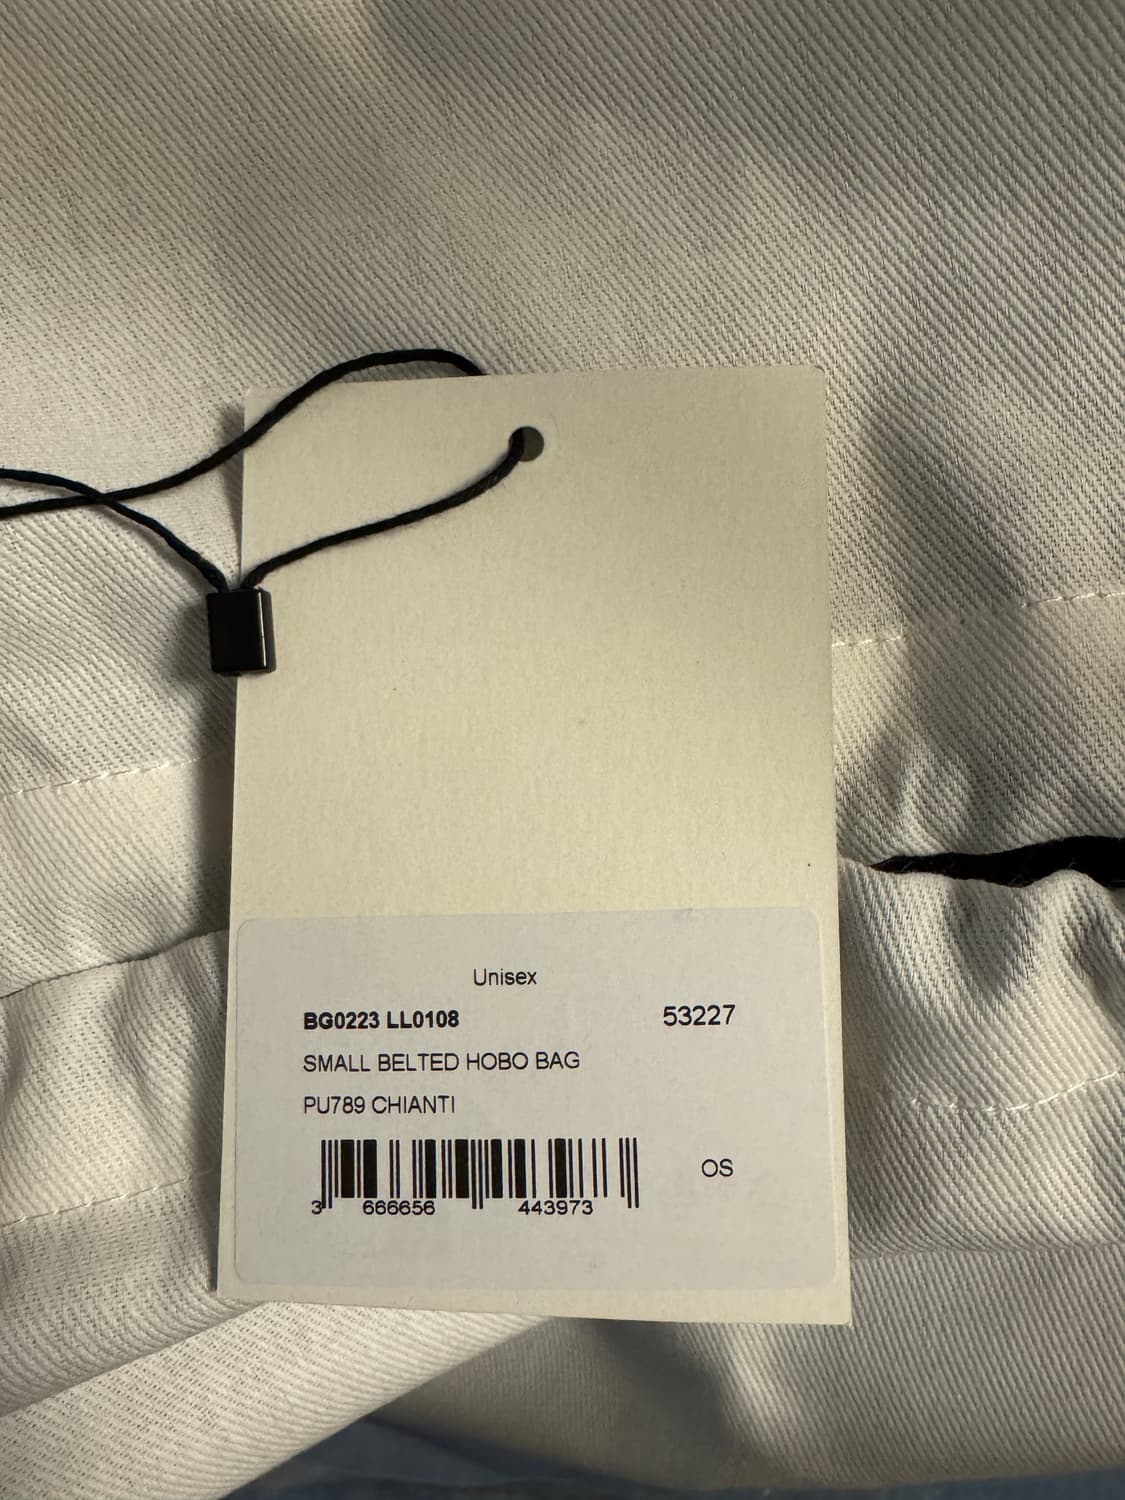 Unisex
BG0223 LL0108 53227
SMALL BELTED HOBO BAG
PU789 CHIANTI
OS
3 666656 443973